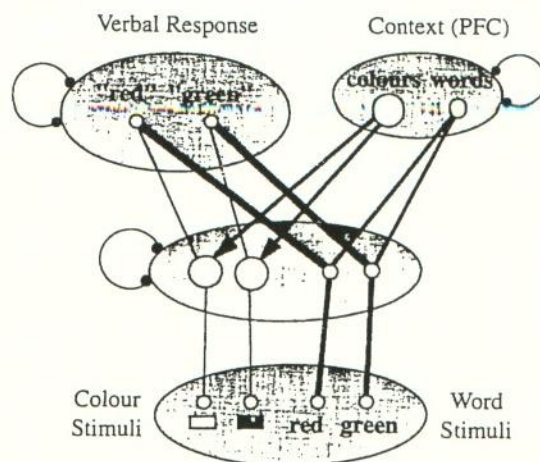 Verbal Response
Context (PFC)
"red" "green"
colours words
Colour Stimuli
red green
Word Stimuli